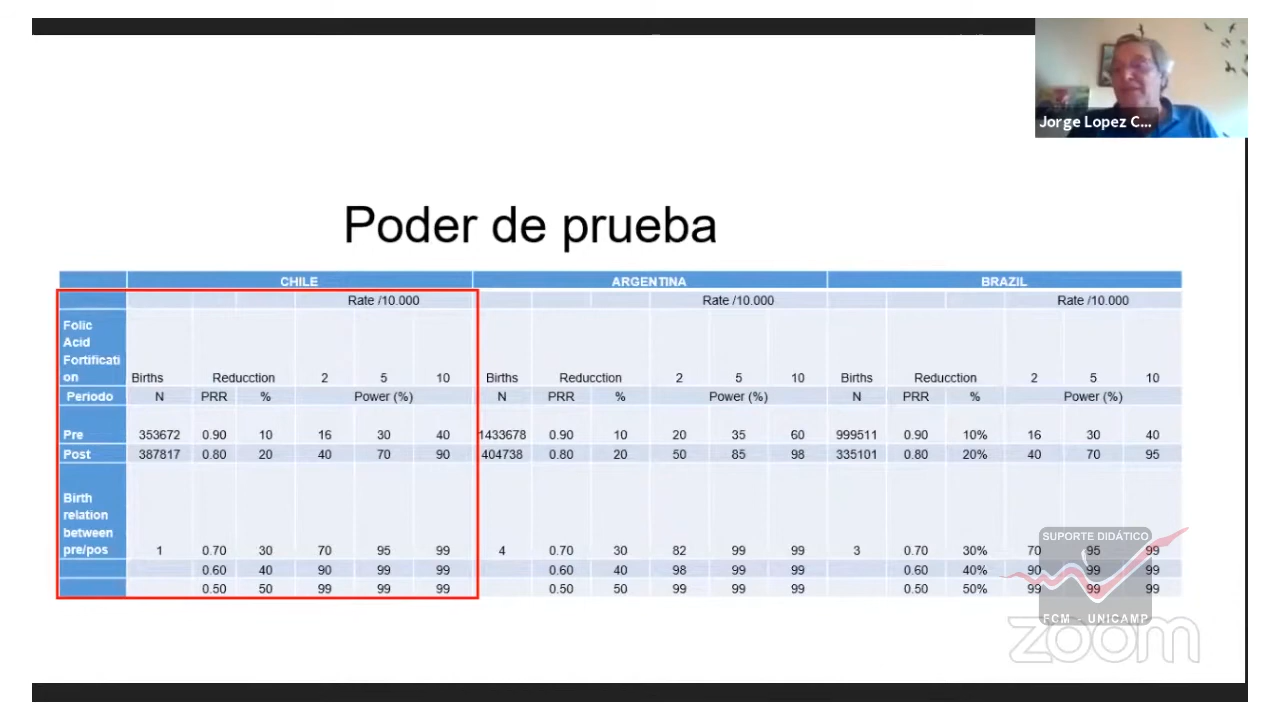 Jorge Lopez C...
Poder de prueba
CHILE ARGENTINA BRAZIL
Rate /10.000 Rate /10.000 Rate /10.000
Folic
Acid
Fortificati
on Births Reducction 2 5 10 Births Reducction 2 5 10 Births Reducction 2 5 10
Periodo N PRR % Power (%) N PRR % Power (%) N PRR % Power (%)
Pre 353672 0.90 10 16 30 40 1433678 0.90 10 20 35 60 999511 0.90 10% 16 30 40
Post 387817 0.80 20 40 70 90 404738 0.80 20 50 85 98 335101 0.80 20% 40 70 95
Birth
relation
between
pre/pos 1 0.70 30 70 95 99 4 0.70 30 82 99 99 3 0.70 30% 70 95 99
0.60 40 90 99 99 0.60 40 98 99 99 0.60 40% 90 99 99
0.50 50 99 99 99 0.50 50 99 99 99 0.50 50% 99 99 99
SUPORTE DIDÁTICO
FCM - UNICAMP
zoom